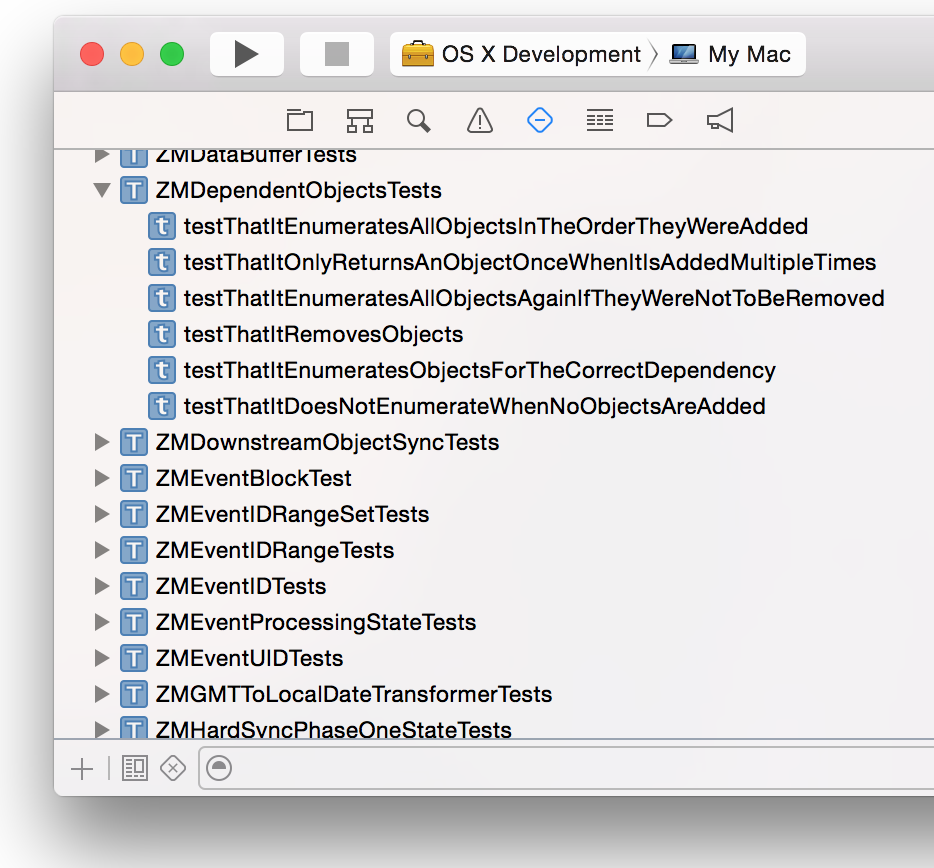 OS X Development
My Mac
ZMDataBufferTests
ZMDependentObjectsTests
testThatItEnumeratesAllObjectsInTheOrderTheyWereAdded
testThatItOnlyReturnsAnObjectOnceWhenItIsAddedMultipleTimes
testThatItEnumeratesAllObjectsAgainIfTheyWereNotToBeRemoved
testThatItRemovesObjects
testThatItEnumeratesObjectsForTheCorrectDependency
testThatItDoesNotEnumerateWhenNoObjectsAreAdded
ZMDownstreamObjectSyncTests
ZMEventBlockTest
ZMEventIDRangeSetTests
ZMEventIDRangeTests
ZMEventIDTests
ZMEventProcessingStateTests
ZMEventUIDTests
ZMGMTToLocalDateTransformerTests
ZMHardSyncPhaseOneStateTests